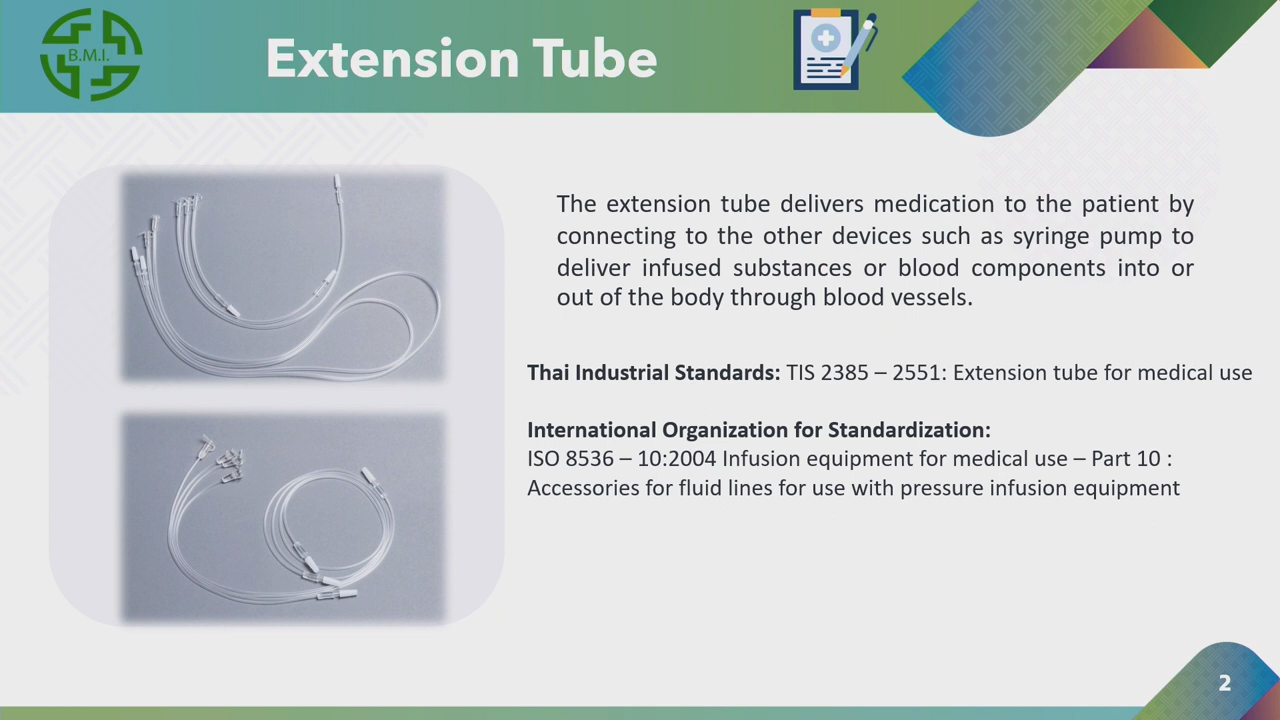 B.M.I.
Extension Tube
The extension tube delivers medication to the patient by
connecting to the other devices such as syringe pump to
deliver infused substances or blood components into or
out of the body through blood vessels.
Thai Industrial Standards: TIS 2385 – 2551: Extension tube for medical use
International Organization for Standardization:
ISO 8536 – 10:2004 Infusion equipment for medical use – Part 10 :
Accessories for fluid lines for use with pressure infusion equipment
2